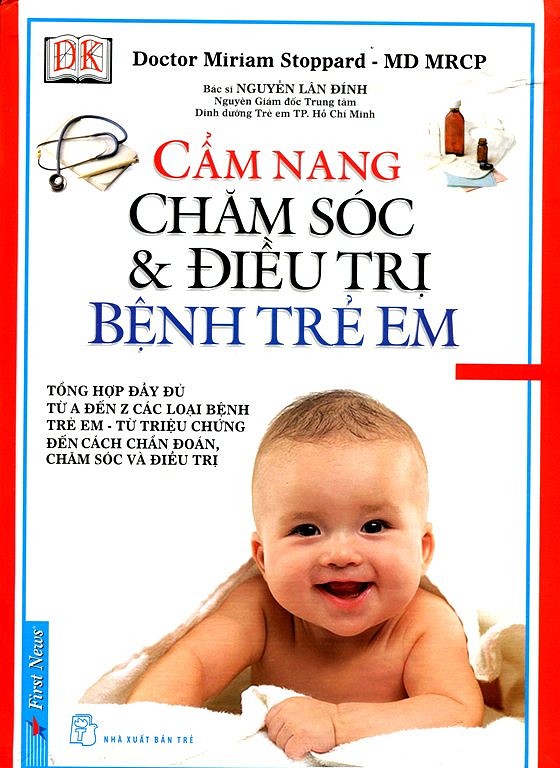 DK
Doctor Miriam Stoppard - MD MRCP
Bác sĩ NGUYỄN LÂN ĐÍNH
Nguyên Giám đốc Trung tâm
Dinh dưỡng Trẻ em TP. Hồ Chí Minh
CẨM NANG
CHĂM SÓC
& ĐIỀU TRỊ
BỆNH TRẺ EM
TỔNG HỢP ĐẦY ĐỦ
TỪ A ĐẾN Z CÁC LOẠI BỆNH
TRẺ EM - TỪ TRIỆU CHỨNG
ĐẾN CÁCH CHẨN ĐOÁN,
CHĂM SÓC VÀ ĐIỀU TRỊ
First News
NHÀ XUẤT BẢN TRẺ